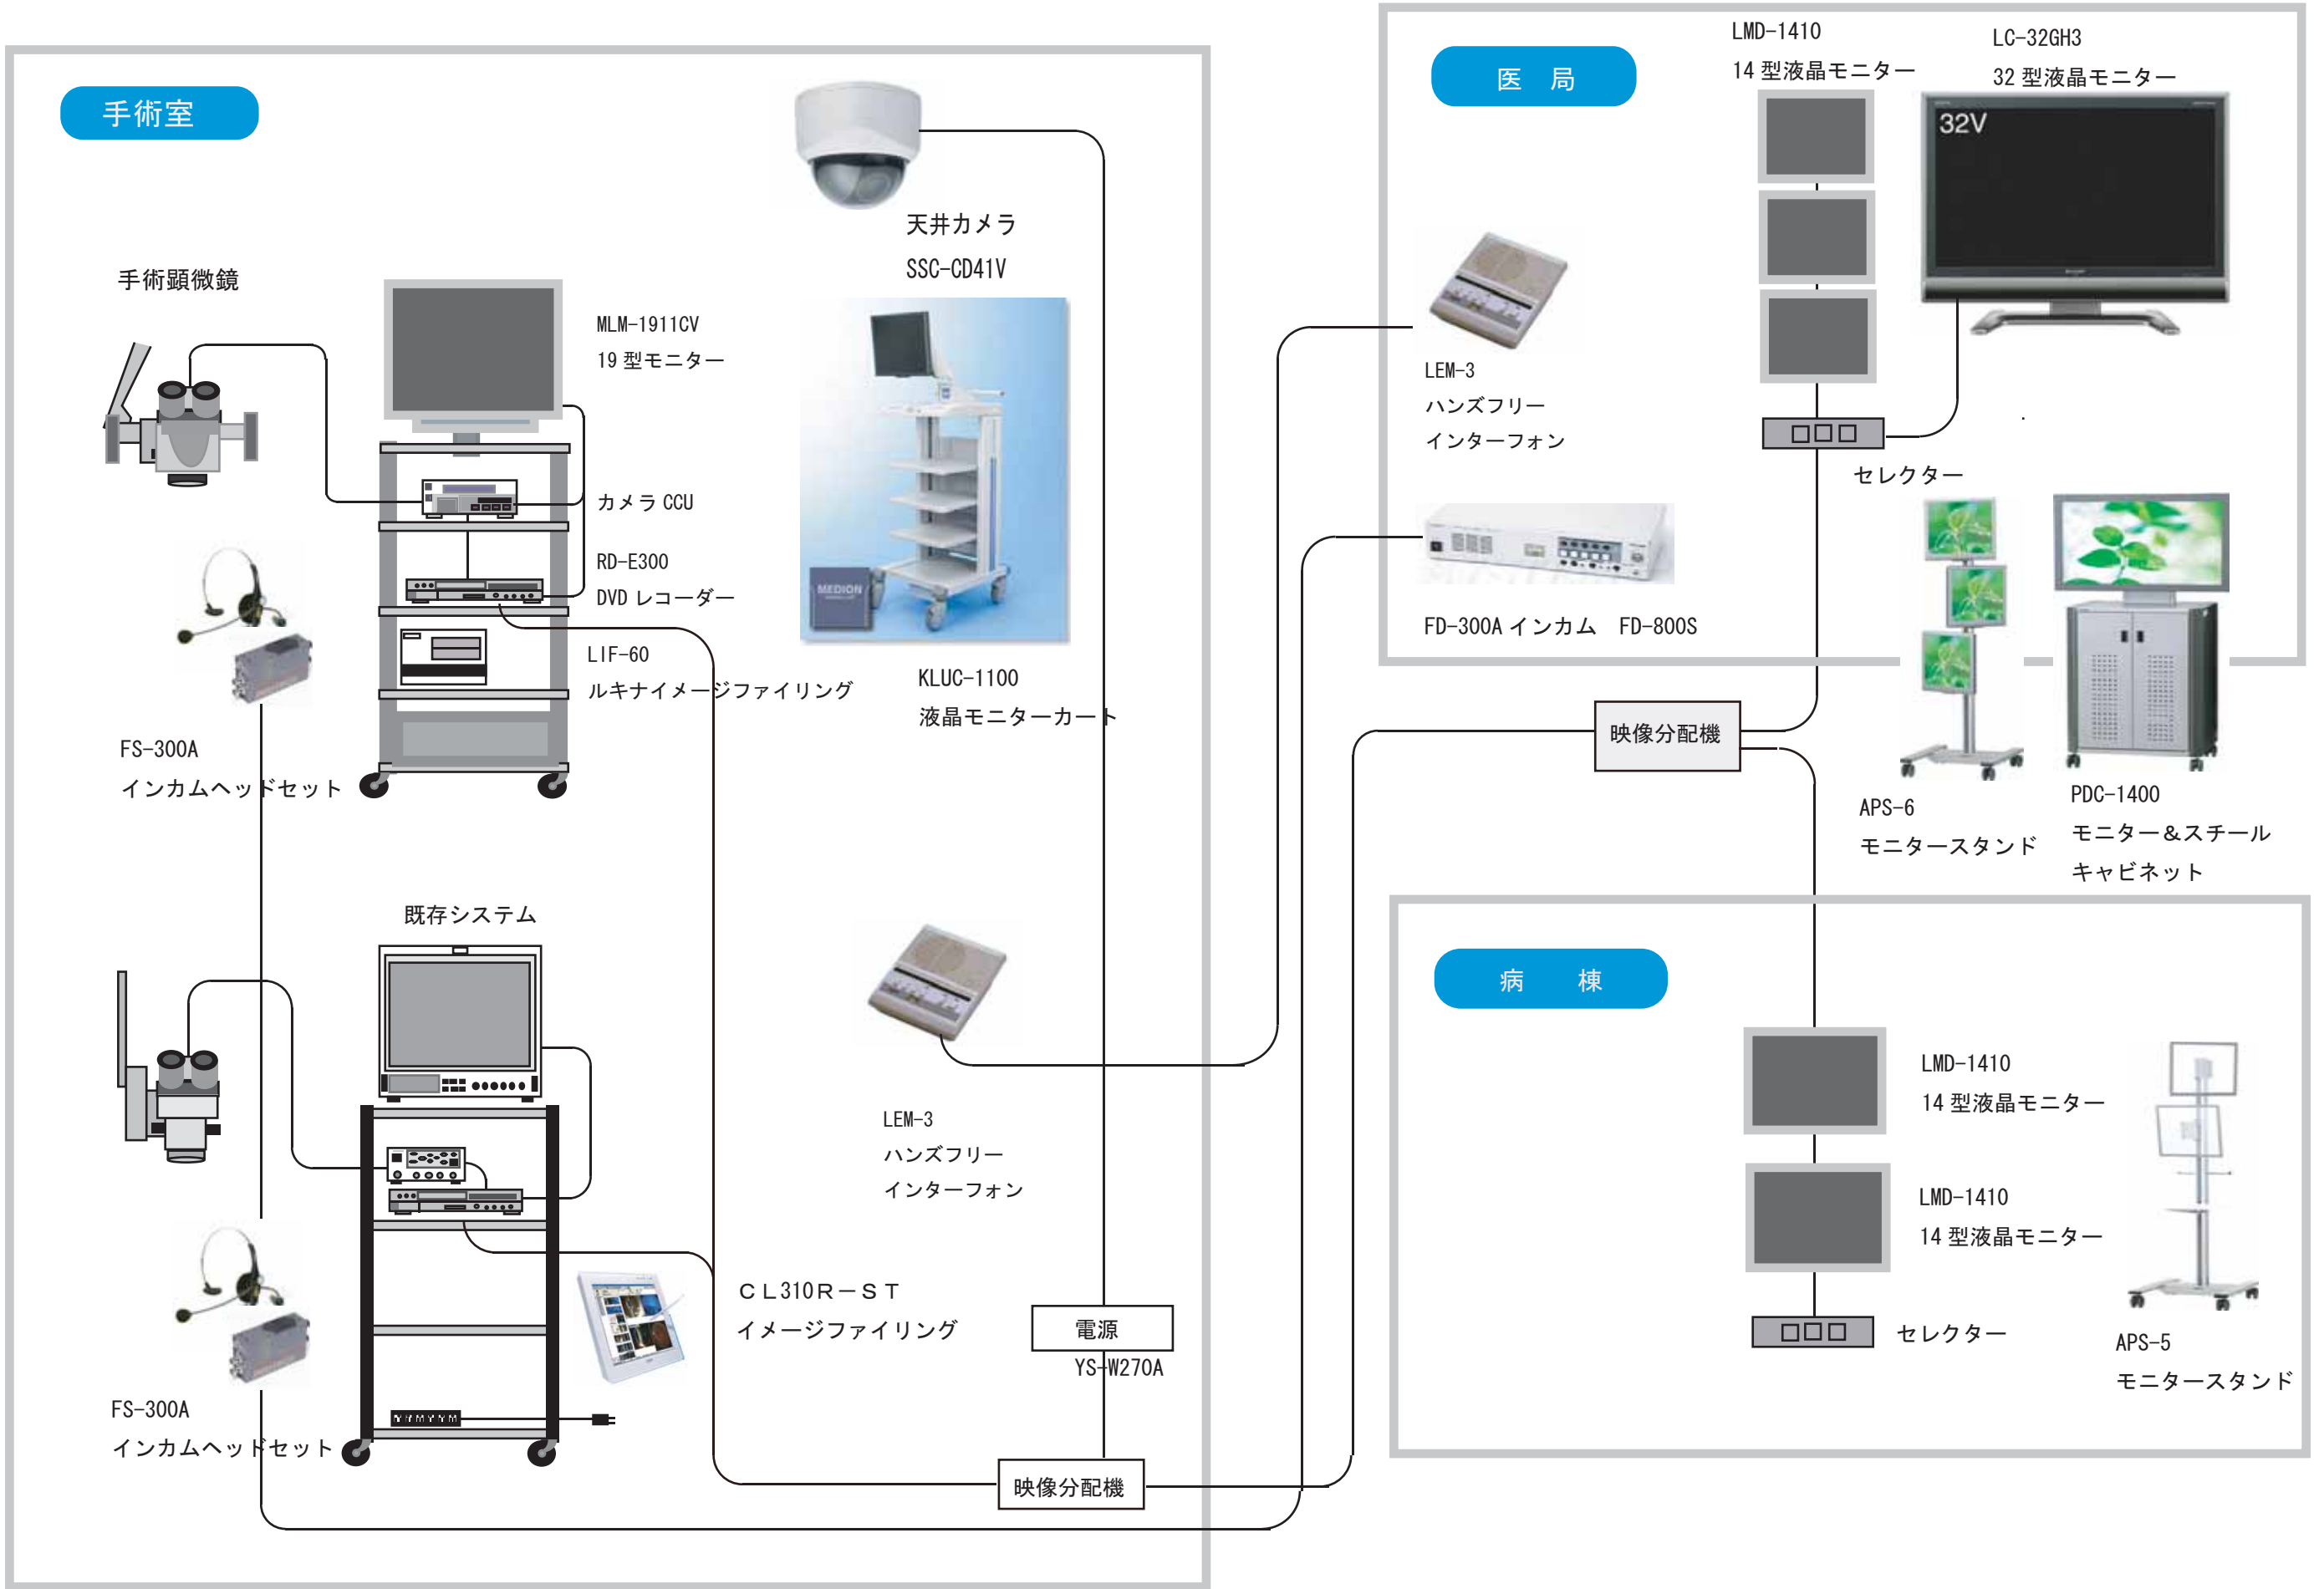 手術室
天井カメラ
SSC-CD41V
手術顕微鏡
MLM-1911CV
19 型モニター
カメラ CCU
RD-E300
DVD レコーダー
LIF-60
ルキナイメージファイリング
MEDION
KLUC-1100
液晶モニターカート
FS-300A
インカムヘッドセット
既存システム
LEM-3
ハンズフリー
インターフォン
CL310R-ST
イメージファイリング
電源
YS-W270A
FS-300A
インカムヘッドセット
映像分配機
医 局
LMD-1410
14 型液晶モニター
LC-32GH3
32 型液晶モニター
32V
LEM-3
ハンズフリー
インターフォン
セレクター
FD-300A インカム FD-800S
映像分配機
APS-6
モニタースタンド
PDC-1400
モニター＆スチール
キャビネット
病 棟
LMD-1410
14 型液晶モニター
LMD-1410
14 型液晶モニター
セレクター
APS-5
モニタースタンド